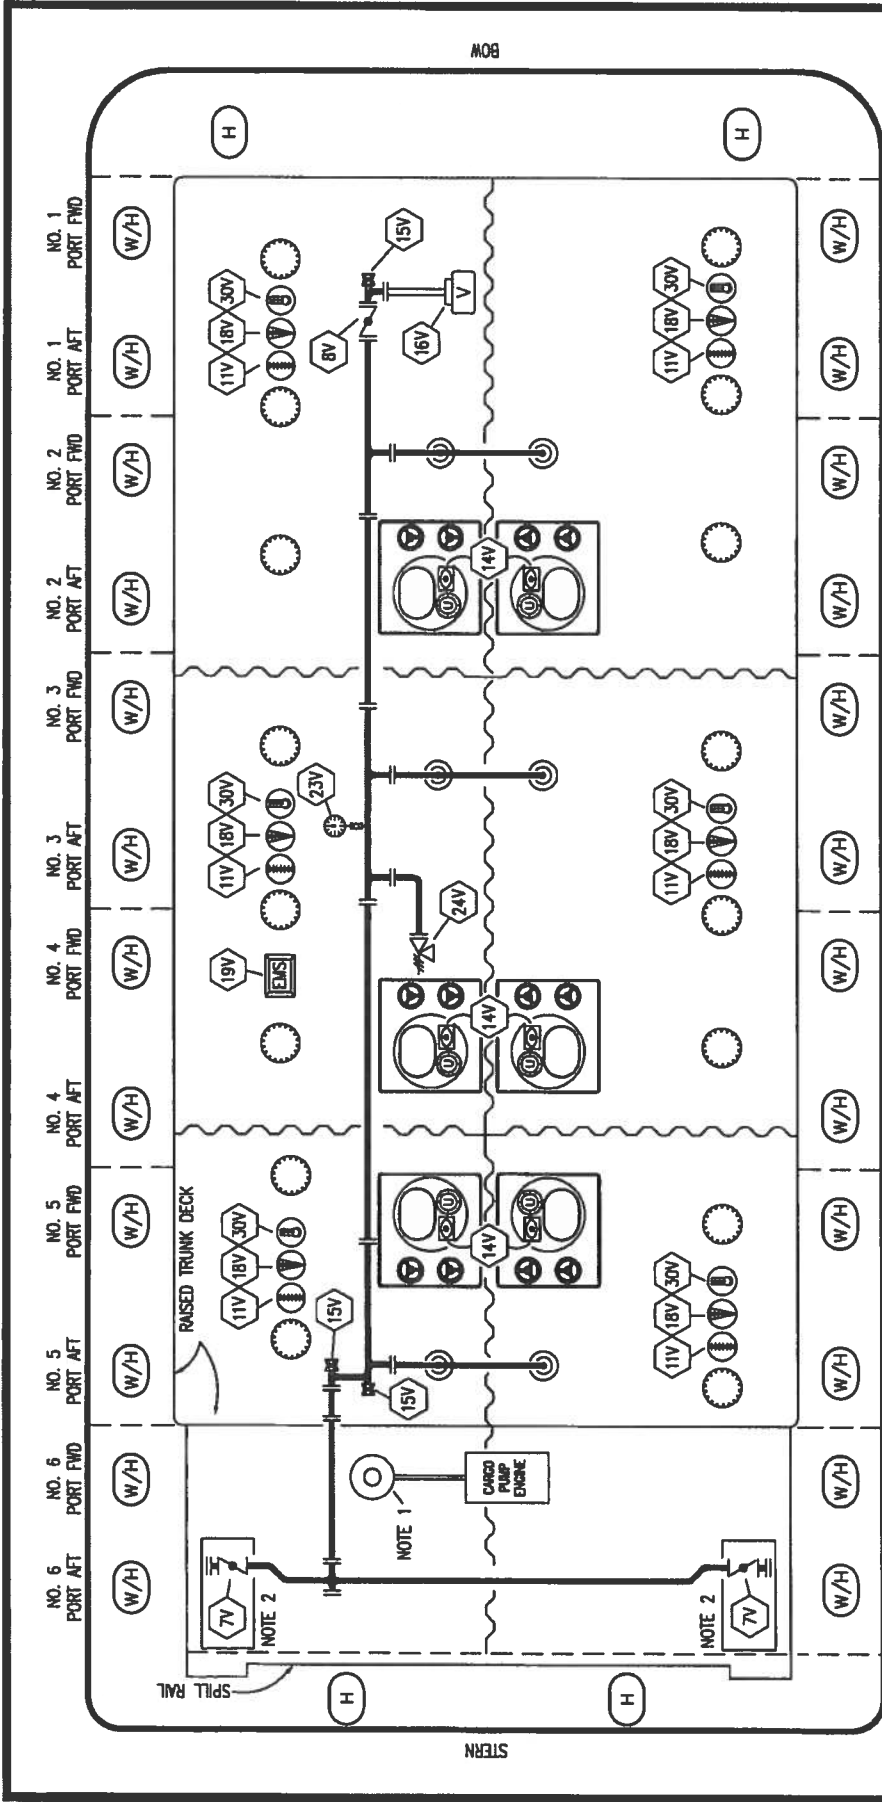 BOW
NO. 1
PORT FWD
NO. 1
PORT AFT
NO. 2
PORT FWD
NO. 2
PORT AFT
NO. 3
PORT FWD
NO. 3
PORT AFT
NO. 4
PORT FWD
NO. 4
PORT AFT
NO. 5
PORT FWD
NO. 5
PORT AFT
NO. 6
PORT FWD
NO. 6
PORT AFT
H
H
W/H
W/H
W/H
W/H
W/H
W/H
W/H
W/H
W/H
W/H
W/H
W/H
30V
18V
11V
15V
8V
16V
V
30V
18V
11V
14V
U
U
30V
18V
11V
23V
19V
EMS
24V
30V
18V
11V
14V
U
U
RAISED TRUNK DECK
30V
18V
11V
15V
15V
14V
U
U
30V
18V
11V
NOTE 1
CARGO
PUMP
ENGINE
7V
NOTE 2
7V
NOTE 2
SPILL RAIL
W/H
W/H
W/H
W/H
W/H
W/H
W/H
W/H
W/H
W/H
W/H
W/H
H
H
STERN